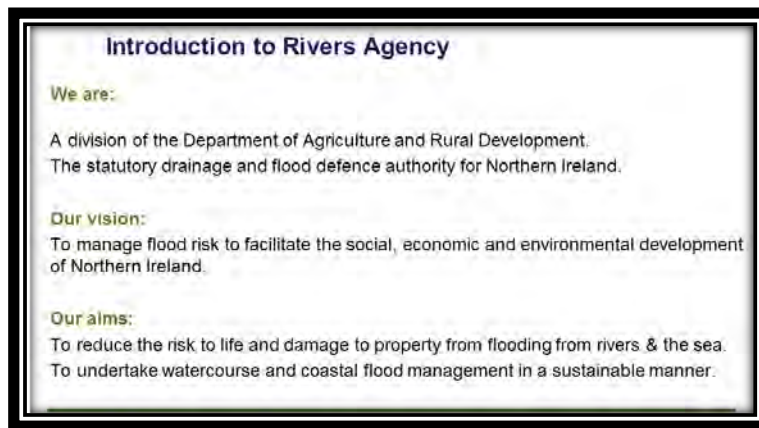 Introduction to Rivers Agency
We are:
A division of the Department of Agriculture and Rural Development.
The statutory drainage and flood defence authority for Northern Ireland.
Our vision:
To manage flood risk to facilitate the social, economic and environmental development
of Northern Ireland.
Our aims:
To reduce the risk to life and damage to property from flooding from rivers & the sea.
To undertake watercourse and coastal flood management in a sustainable manner.